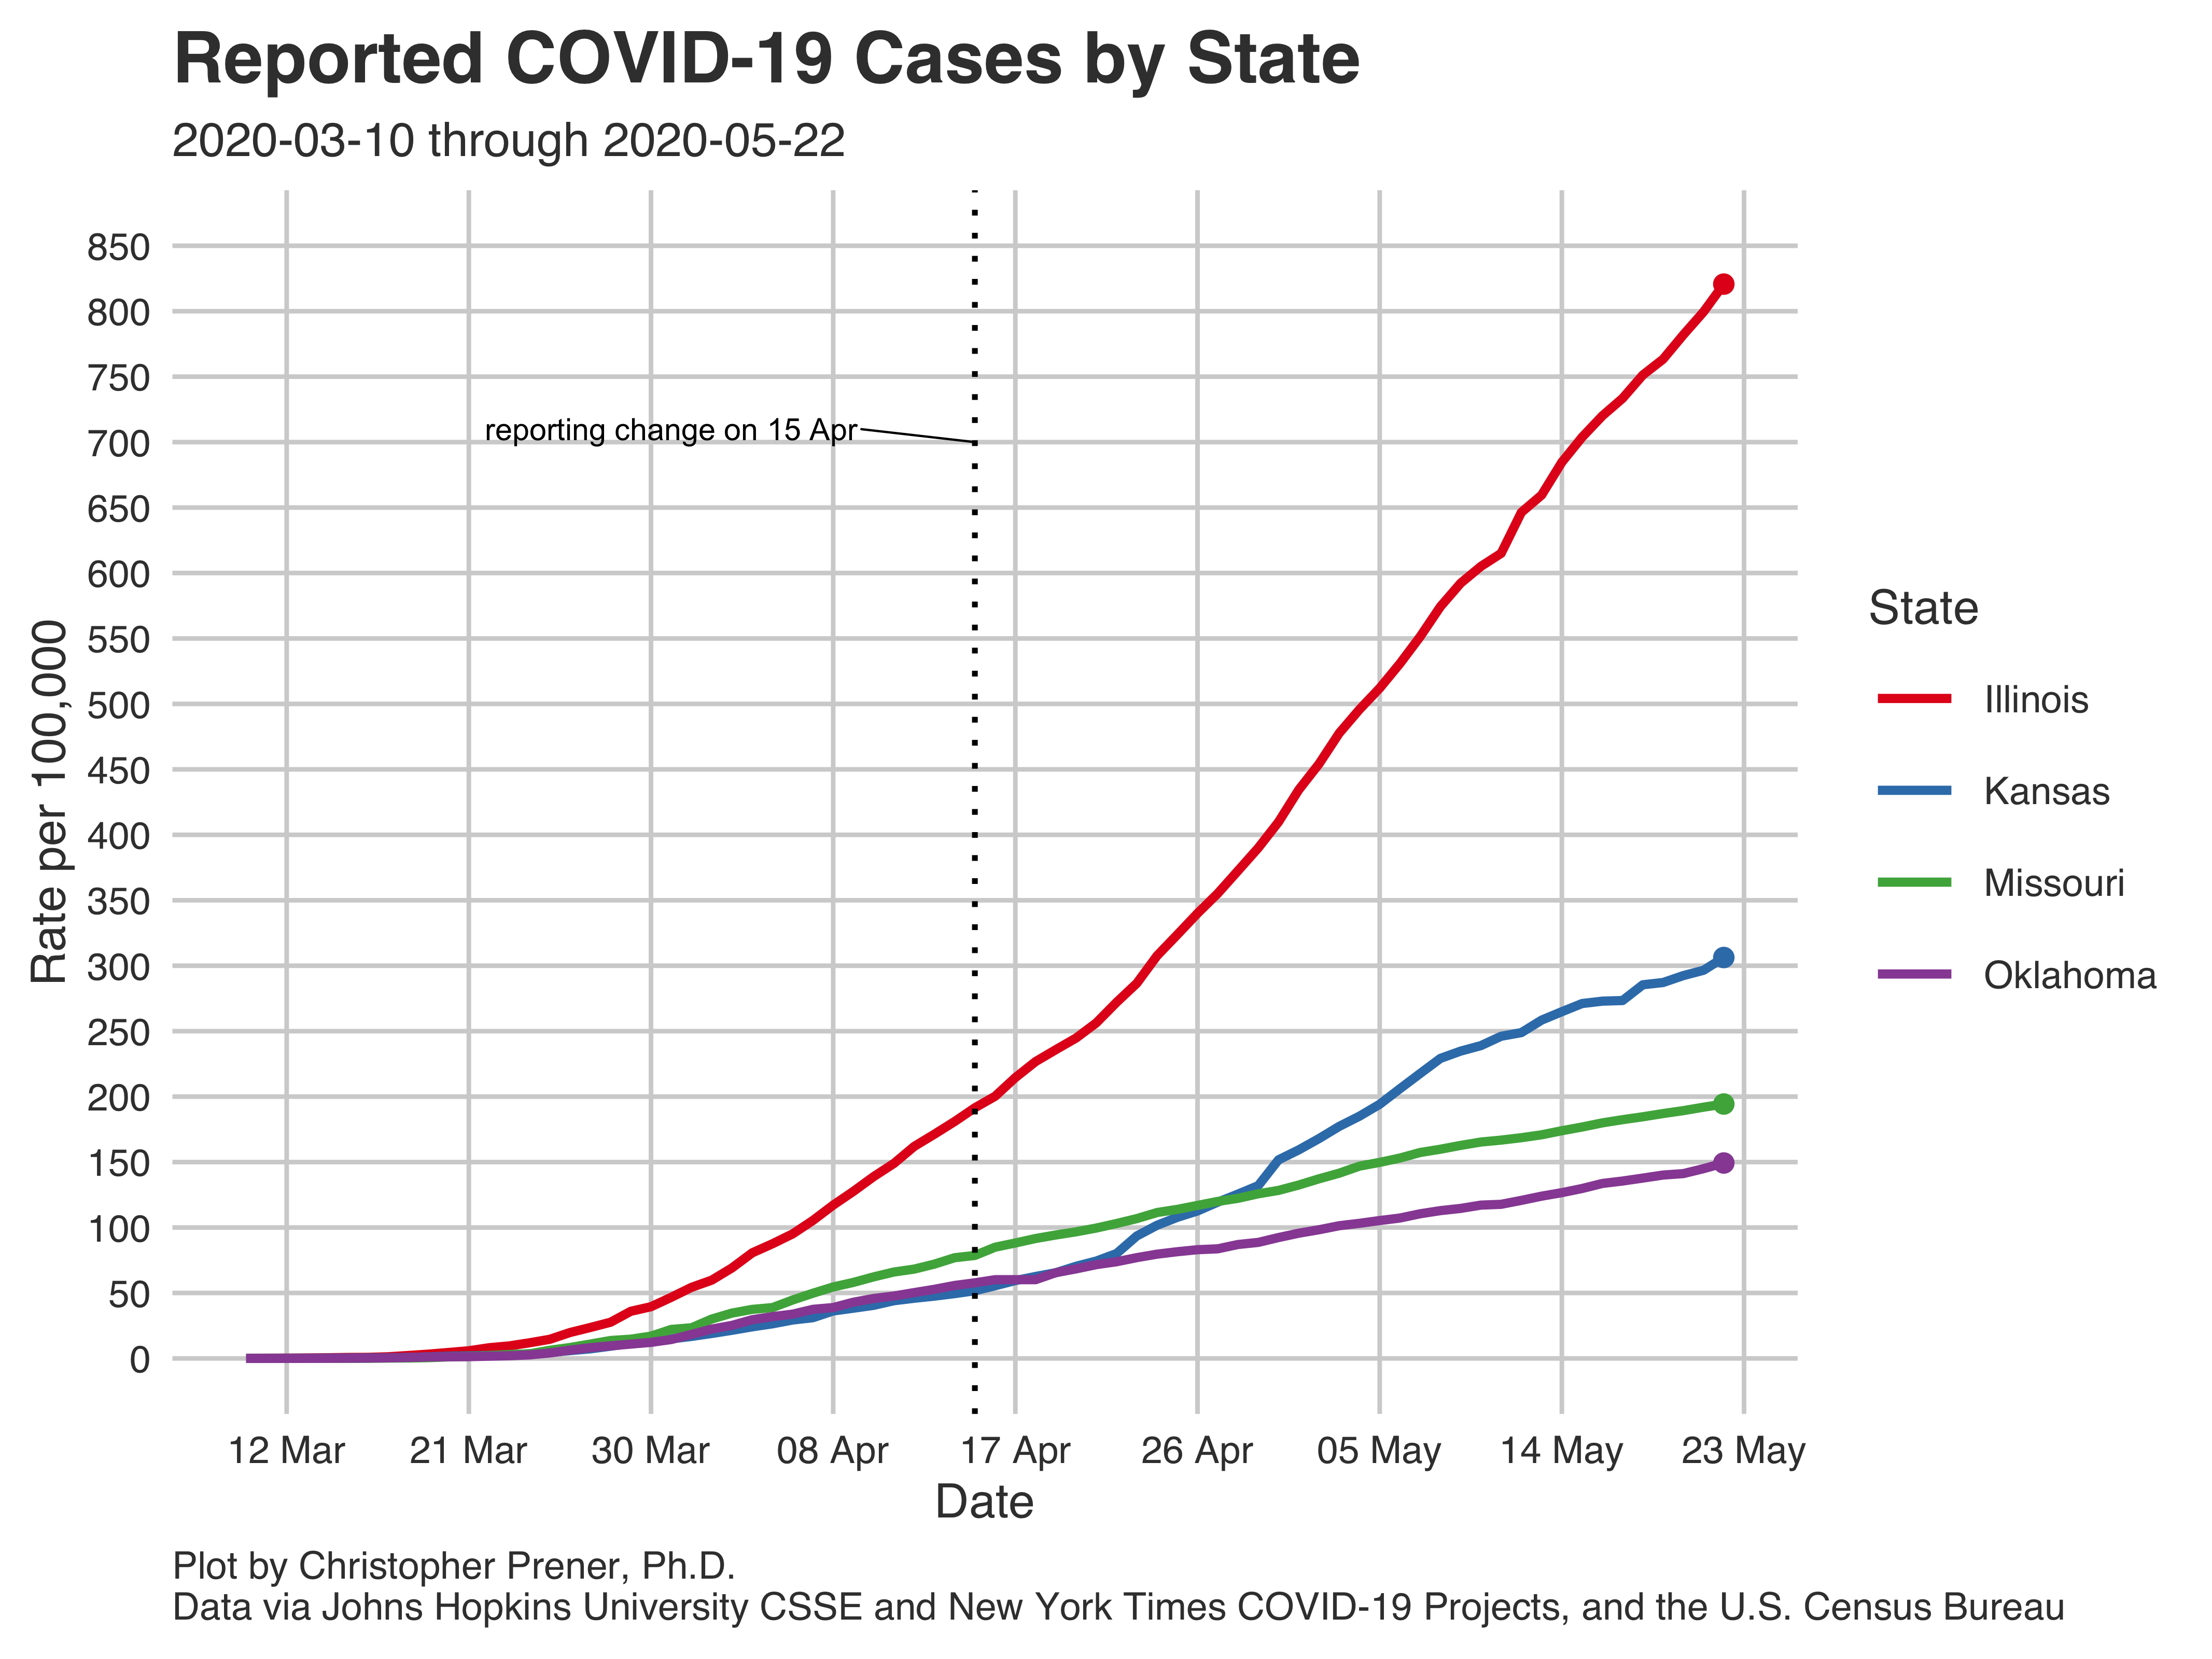 Reported COVID-19 Cases by State
2020-03-10 through 2020-05-22
850
800
750
reporting change on 15 Apr
700
650
600
550
500
450
400
350
300
250
200
150
100
50
0
Rate per 100,000
12 Mar 21 Mar 30 Mar 08 Apr 17 Apr 26 Apr 05 May 14 May 23 May
Date
State
Illinois
Kansas
Missouri
Oklahoma
Plot by Christopher Prener, Ph.D.
Data via Johns Hopkins University CSSE and New York Times COVID-19 Projects, and the U.S. Census Bureau